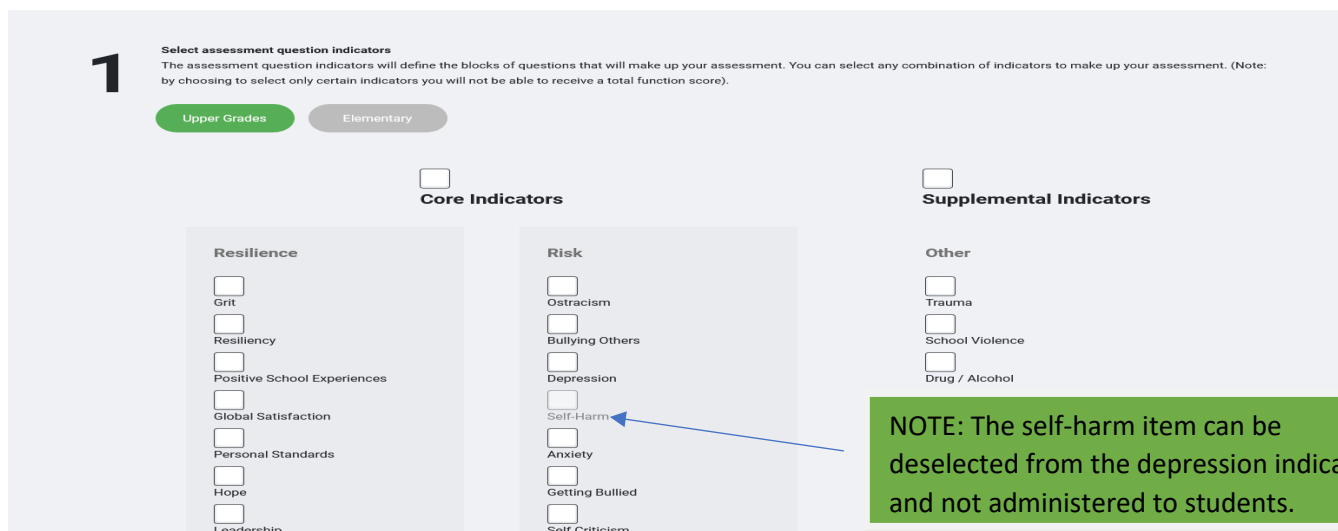 1
Select assessment question indicators
The assessment question indicators will define the blocks of questions that will make up your assessment. You can select any combination of indicators to make up your assessment. (Note:
by choosing to select only certain indicators you will not be able to receive a total function score).
Upper Grades
Elementary
Core Indicators
Supplemental Indicators
Resilience
Grit
Resiliency
Positive School Experiences
Global Satisfaction
Personal Standards
Hope
Leadership
Risk
Ostracism
Bullying Others
Depression
Self-Harm
Anxiety
Getting Bullied
Self Criticism
Other
Trauma
School Violence
Drug / Alcohol
NOTE: The self-harm item can be
deselected from the depression indica
and not administered to students.